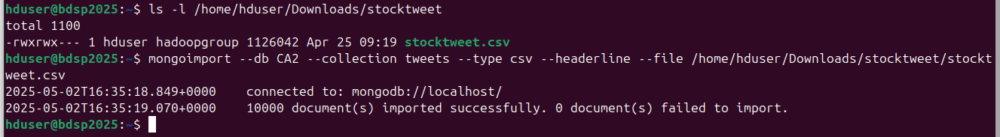 hduser@bdsp2025:~$ ls -l /home/hduser/Downloads/stocktweet
total 1100
-rwxrwx--- 1 hduser hadoopgroup 1126042 Apr 25 09:19 stocktweet.csv
hduser@bdsp2025:~$ mongoimport --db CA2 --collection tweets --type csv --headerline --file /home/hduser/Downloads/stocktweet/stockt
weet.csv
2025-05-02T16:35:18.849+0000    connected to: mongodb://localhost/
2025-05-02T16:35:19.070+0000    10000 document(s) imported successfully. 0 document(s) failed to import.
hduser@bdsp2025:~$